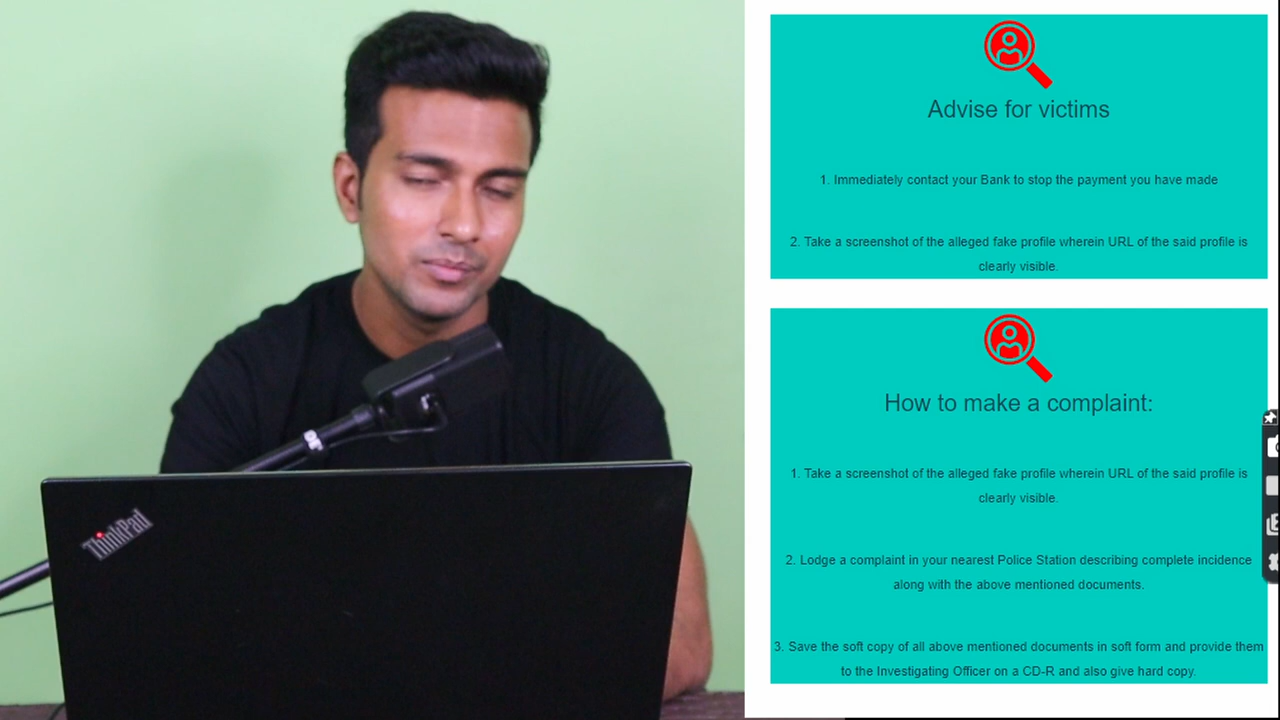 ThinkPad
Advise for victims
1. Immediately contact your Bank to stop the payment you have made
2. Take a screenshot of the alleged fake profile wherein URL of the said profile is
clearly visible.
How to make a complaint:
1. Take a screenshot of the alleged fake profile wherein URL of the said profile is
clearly visible.
2. Lodge a complaint in your nearest Police Station describing complete incidence
along with the above mentioned documents.
3. Save the soft copy of all above mentioned documents in soft form and provide them
to the Investigating Officer on a CD-R and also give hard copy.